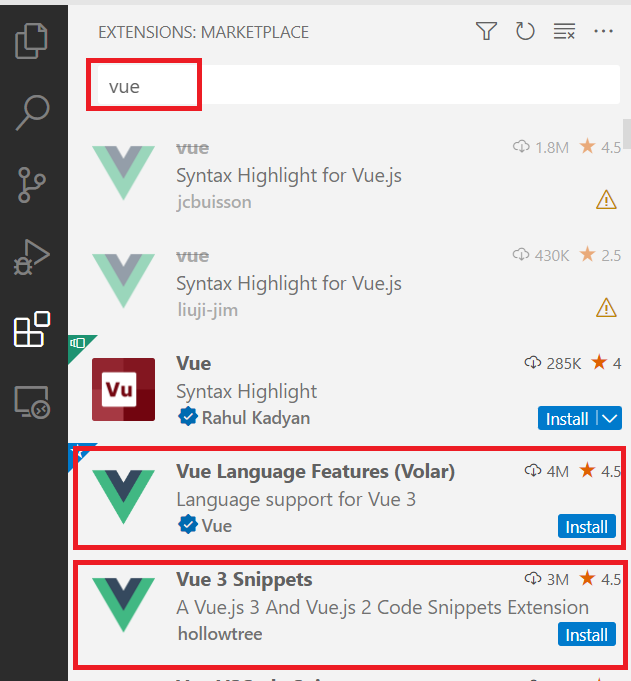 EXTENSIONS: MARKETPLACE
vue
vue 1.8M 4.5
Syntax Highlight for Vue.js
jcbuisson
vue 430K 2.5
Syntax Highlight for Vue.js
liuji-jim
Vue 285K 4
Syntax Highlight
Vu
Rahul Kadyan
Install
Vue Language Features (Volar) 4M 4.5
Language support for Vue 3
Vue
Install
Vue 3 Snippets 3M 4.5
A Vue.js 3 And Vue.js 2 Code Snippets Extension
hollowtree
Install